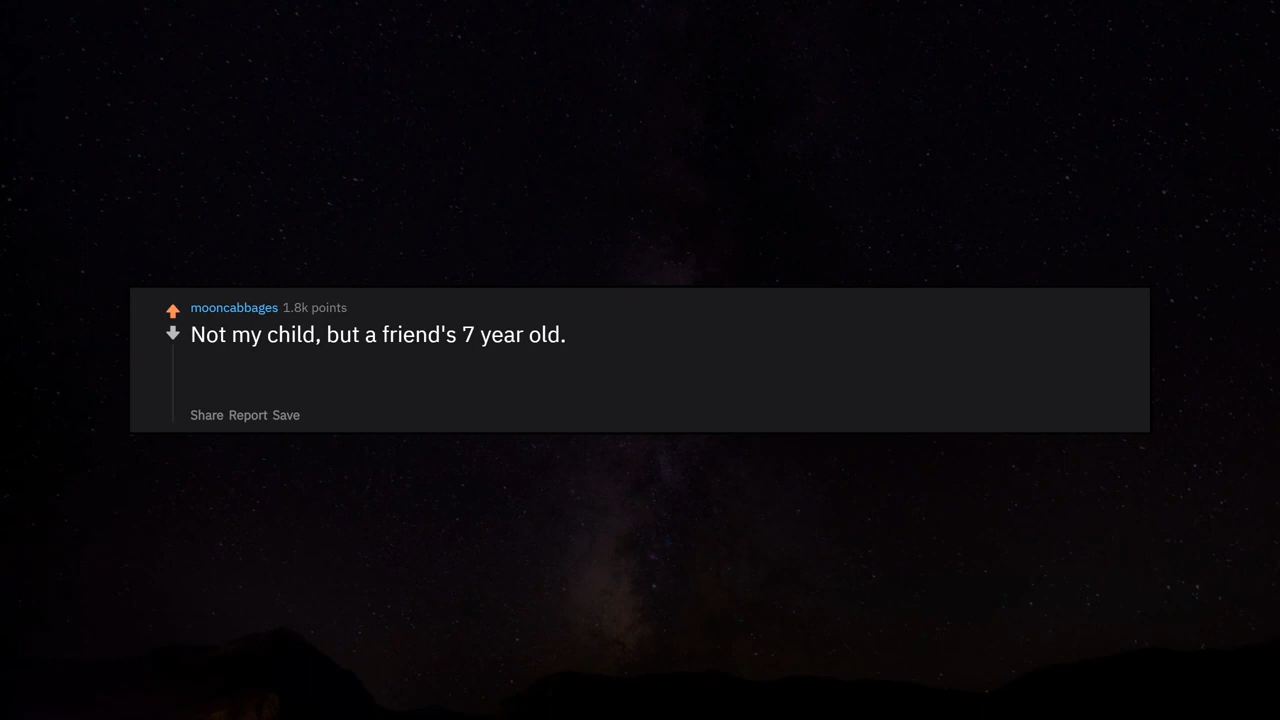 mooncabbages 1.8k points
Not my child, but a friend's 7 year old.
Share Report Save